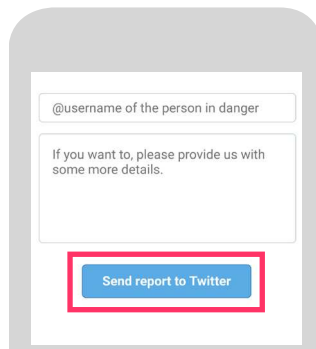 @username of the person in danger
If you want to, please provide us with
some more details.
Send report to Twitter